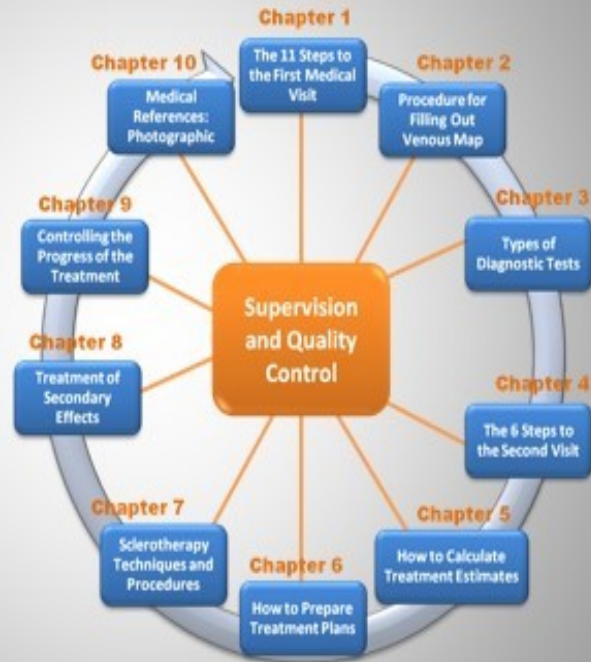 Chapter 1
The 11 Steps to
the First Medical
Visit
Chapter 2
Procedure for
Filling Out
Venous Map
Chapter 3
Types of
Diagnostic Tests
Chapter 4
The 6 Steps to
the Second Visit
Chapter 5
How to Calculate
Treatment Estimates
Chapter 6
How to Prepare
Treatment Plans
Chapter 7
Sclerotherapy
Techniques and
Procedures
Chapter 8
Treatment of
Secondary
Effects
Chapter 9
Controlling the
Progress of the
Treatment
Chapter 10
Medical
References:
Photographic
Supervision
and Quality
Control